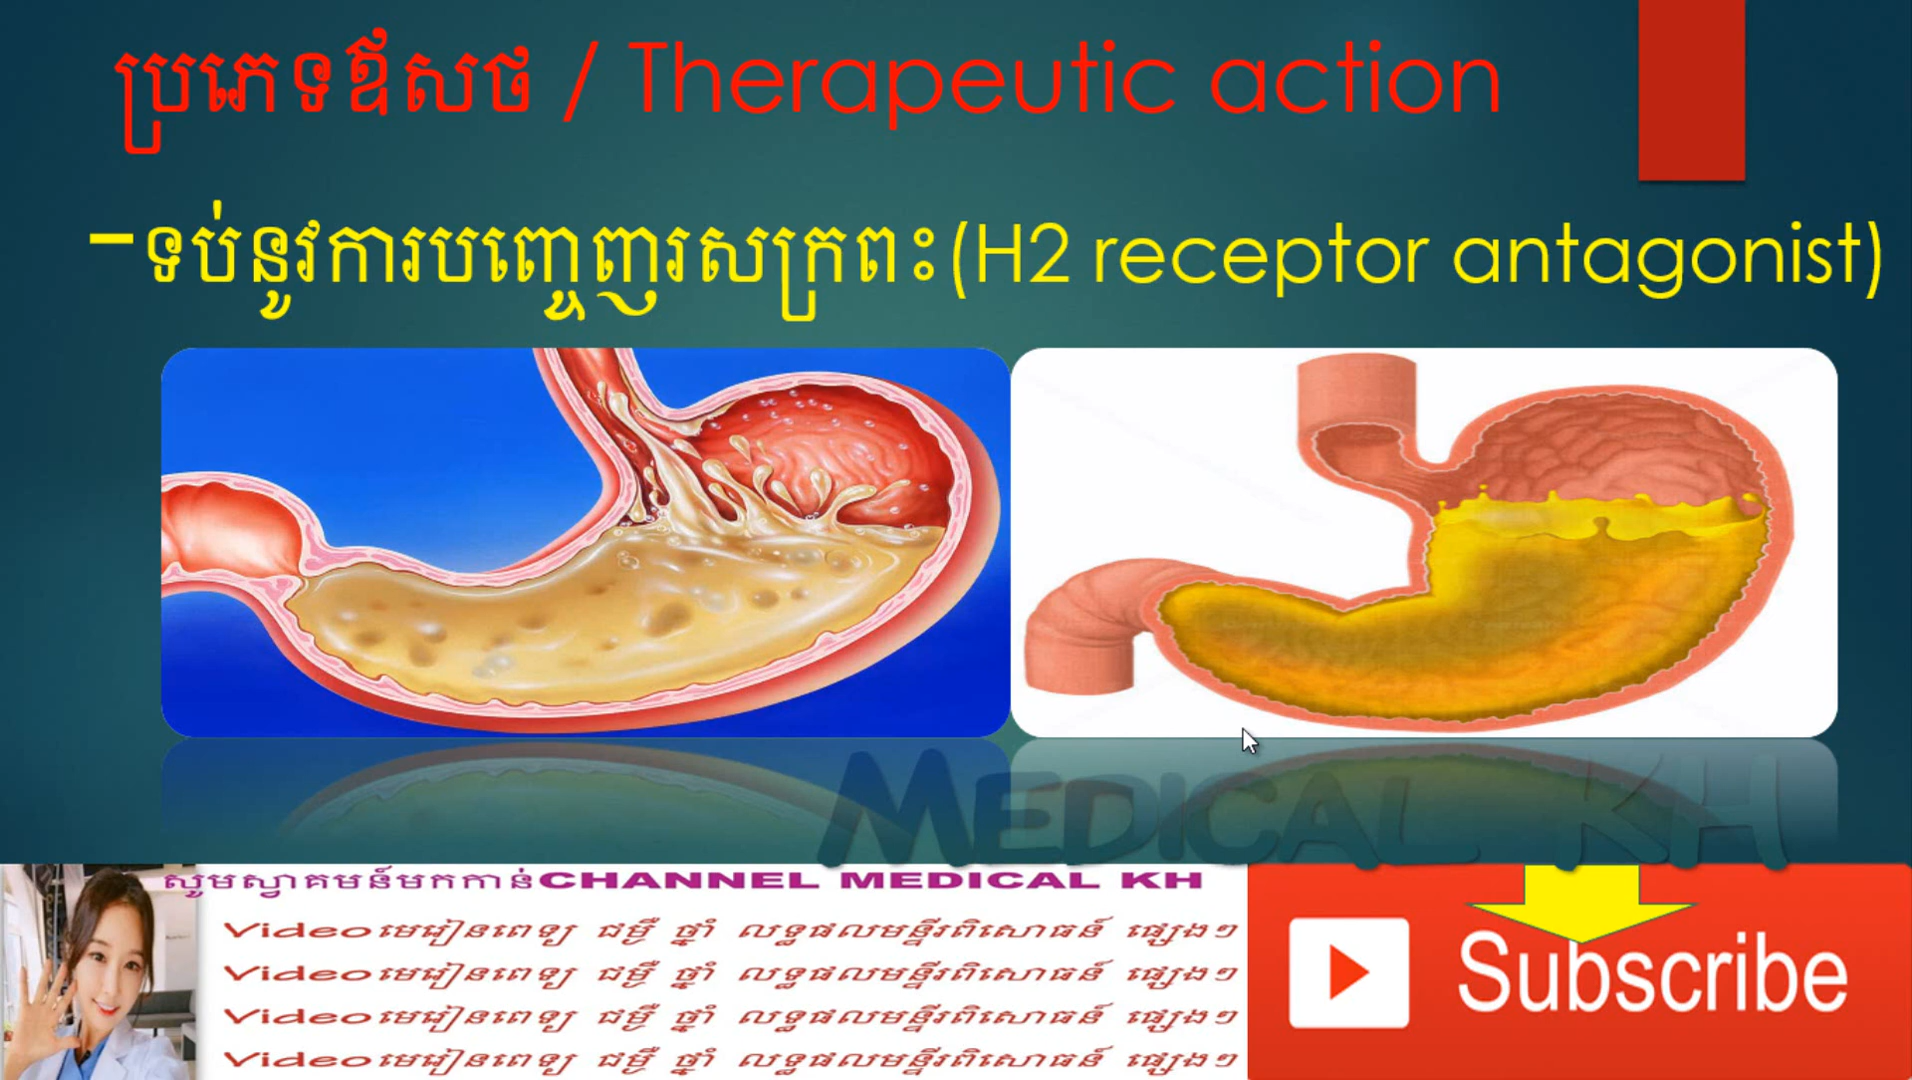 ប្រភេទឪសថ / Therapeutic action
-ទប់នូវការបញ្ចេញរសក្រពះ(H2 receptor antagonist)
MEDICAL KH
សូមស្វាគមន៍មកកាន់CHANNEL MEDICAL KH
Videoមេរៀនពេទ្យ ជម្ងឺ ថ្នាំ លទ្ធផលមន្ទីរពិសោធន៍ ផ្សេងៗ
Videoមេរៀនពេទ្យ ជម្ងឺ ថ្នាំ លទ្ធផលមន្ទីរពិសោធន៍ ផ្សេងៗ
Videoមេរៀនពេទ្យ ជម្ងឺ ថ្នាំ លទ្ធផលមន្ទីរពិសោធន៍ ផ្សេងៗ
Videoមេរៀនពេទ្យ ជម្ងឺ ថ្នាំ លទ្ធផលមន្ទីរពិសោធន៍ ផ្សេងៗ
Subscribe